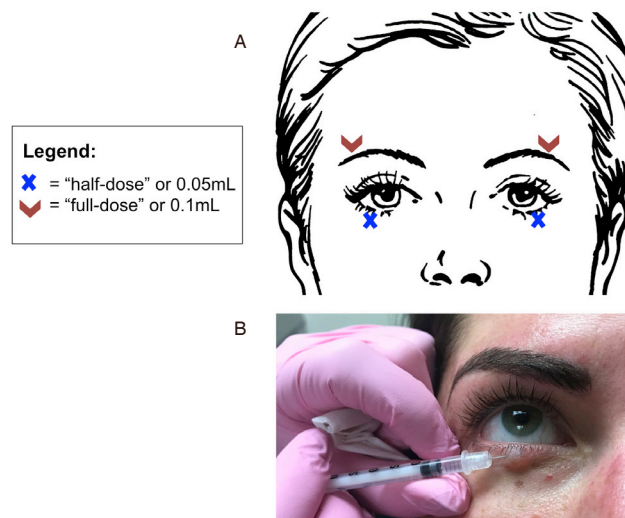 A
Legend:
= “half-dose” or 0.05mL
= “full-dose” or 0.1mL
B